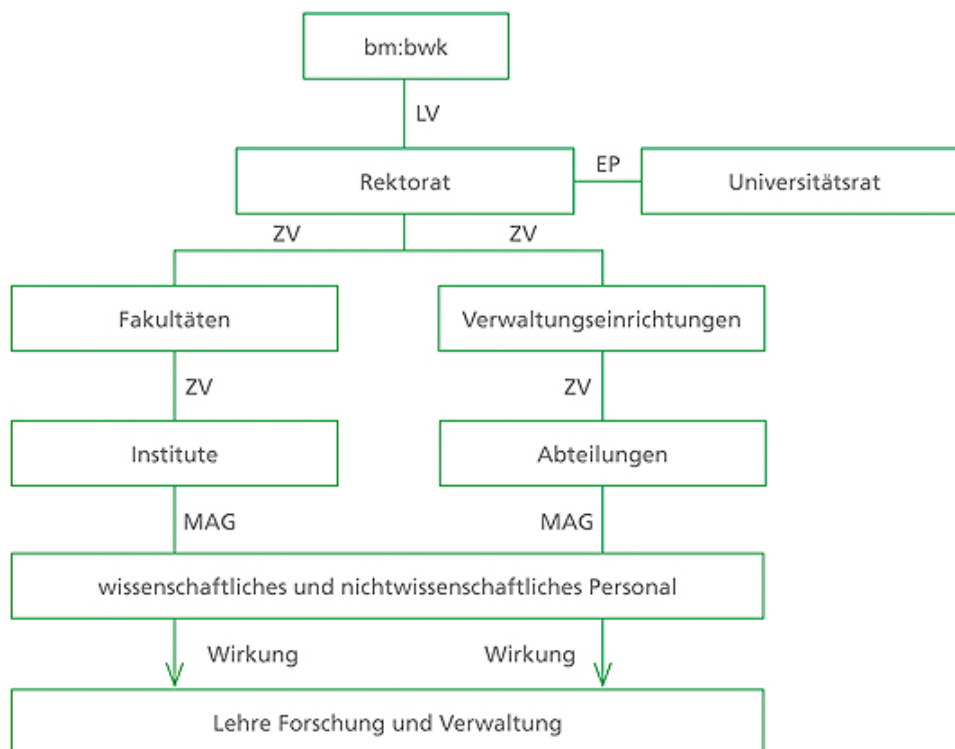 bm:bwk
LV
Rektorat
EP
Universitätsrat
ZV
ZV
Fakultäten
Verwaltungseinrichtungen
ZV
ZV
Institute
Abteilungen
MAG
MAG
wissenschaftliches und nichtwissenschaftliches Personal
Wirkung
Wirkung
Lehre Forschung und Verwaltung